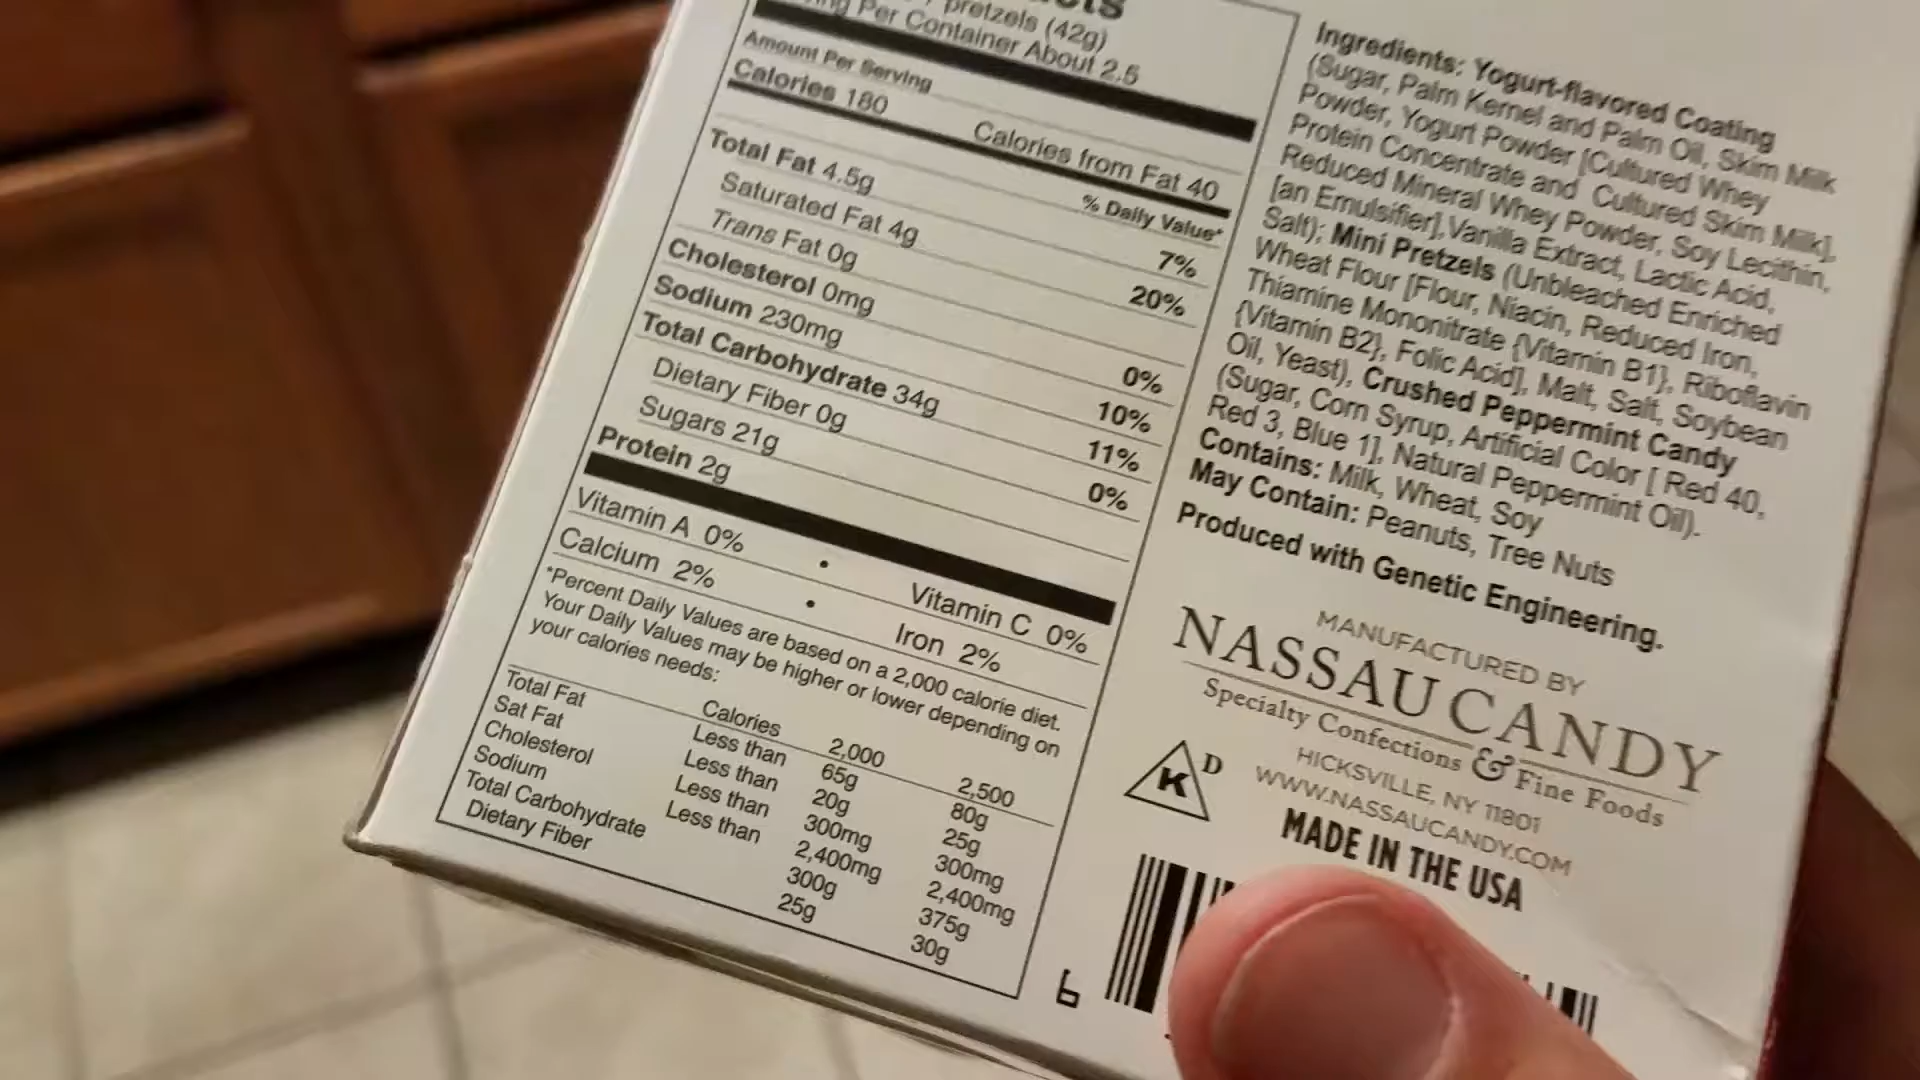 pretzels (42g)
Per Container About 2.5
Amount Per Serving
Calories 180
Calories from Fat 40
% Daily Value*
Total Fat 4.5g 7%
Saturated Fat 4g 20%
Trans Fat 0g
Cholesterol 0mg 0%
Sodium 230mg 10%
Total Carbohydrate 34g 11%
Dietary Fiber 0g 0%
Sugars 21g
Protein 2g
Vitamin A 0% • Vitamin C 0%
Calcium 2% • Iron 2%
*Percent Daily Values are based on a 2,000 calorie diet.
Your Daily Values may be higher or lower depending on
your calories needs:
Calories 2,000 2,500
Total Fat Less than 65g 80g
Sat Fat Less than 20g 25g
Cholesterol Less than 300mg 300mg
Sodium Less than 2,400mg 2,400mg
Total Carbohydrate 300g 375g
Dietary Fiber 25g 30g
Ingredients: Yogurt-flavored Coating
(Sugar, Palm Kernel and Palm Oil, Skim Milk
Powder, Yogurt Powder [Cultured Whey
Protein Concentrate and Cultured Skim Milk],
Reduced Mineral Whey Powder, Soy Lecithin,
[an Emulsifier], Vanilla Extract, Lactic Acid,
Salt); Mini Pretzels (Unbleached Enriched
Wheat Flour [Flour, Niacin, Reduced Iron,
Thiamine Mononitrate {Vitamin B1}, Riboflavin
{Vitamin B2}, Folic Acid], Malt, Salt, Soybean
Oil, Yeast), Crushed Peppermint Candy
(Sugar, Corn Syrup, Artificial Color [ Red 40,
Red 3, Blue 1], Natural Peppermint Oil).
Contains: Milk, Wheat, Soy
May Contain: Peanuts, Tree Nuts
Produced with Genetic Engineering.
MANUFACTURED BY
NASSAU CANDY
Specialty Confections & Fine Foods
HICKSVILLE, NY 11801
WWW.NASSAUCANDY.COM
K D
MADE IN THE USA
6